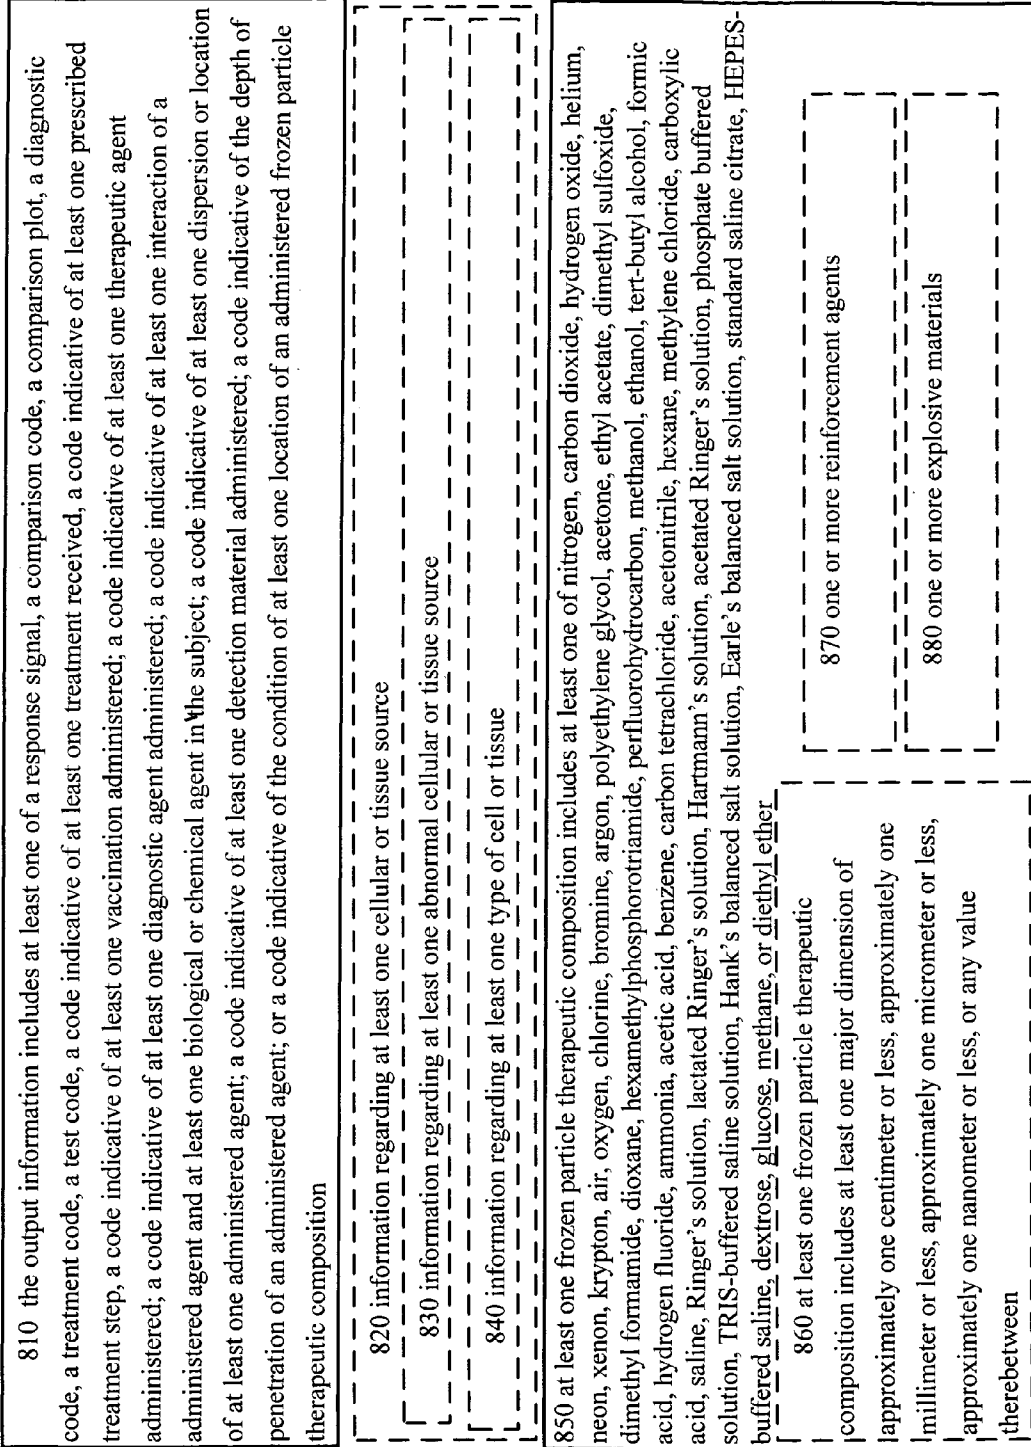 810 the output information includes at least one of a response signal, a comparison code, a comparison plot, a diagnostic
code, a treatment code, a test code, a code indicative of at least one treatment received, a code indicative of at least one prescribed
treatment step, a code indicative of at least one vaccination administered; a code indicative of at least one therapeutic agent
administered; a code indicative of at least one diagnostic agent administered; a code indicative of at least one interaction of a
administered agent and at least one biological or chemical agent in the subject; a code indicative of at least one dispersion or location
of at least one administered agent; a code indicative of at least one detection material administered; a code indicative of the depth of
penetration of an administered agent; or a code indicative of the condition of at least one location of an administered frozen particle
therapeutic composition
820 information regarding at least one cellular or tissue source
830 information regarding at least one abnormal cellular or tissue source
840 information regarding at least one type of cell or tissue
850 at least one frozen particle therapeutic composition includes at least one of nitrogen, carbon dioxide, hydrogen oxide, helium,
neon, xenon, krypton, air, oxygen, chlorine, bromine, argon, polyethylene glycol, acetone, ethyl acetate, dimethyl sulfoxide,
dimethyl formamide, dioxane, hexamethylphosphorotriamide, perfluorohydrocarbon, methanol, ethanol, tert-butyl alcohol, formic
acid, hydrogen fluoride, ammonia, acetic acid, benzene, carbon tetrachloride, acetonitrile, hexane, methylene chloride, carboxylic
acid, saline, Ringer's solution, lactated Ringer's solution, Hartmann's solution, acetated Ringer's solution, phosphate buffered
solution, TRIS-buffered saline solution, Hank's balanced salt solution, Earle's balanced salt solution, standard saline citrate, HEPES-
buffered saline, dextrose, glucose, methane, or diethyl ether
860 at least one frozen particle therapeutic
composition includes at least one major dimension of
approximately one centimeter or less, approximately one
millimeter or less, approximately one micrometer or less,
approximately one nanometer or less, or any value
therebetween
870 one or more reinforcement agents
880 one or more explosive materials